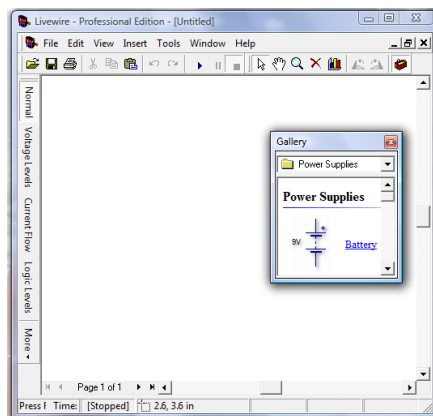 Livewire - Professional Edition - [Untitled]
File Edit View Insert Tools Window Help
Normal
Voltage Levels
Current Flow
Logic Levels
More
Gallery
Power Supplies
Power Supplies
9V
Battery
Page 1 of 1
Press F Time: [Stopped] 2.6, 3.6 in